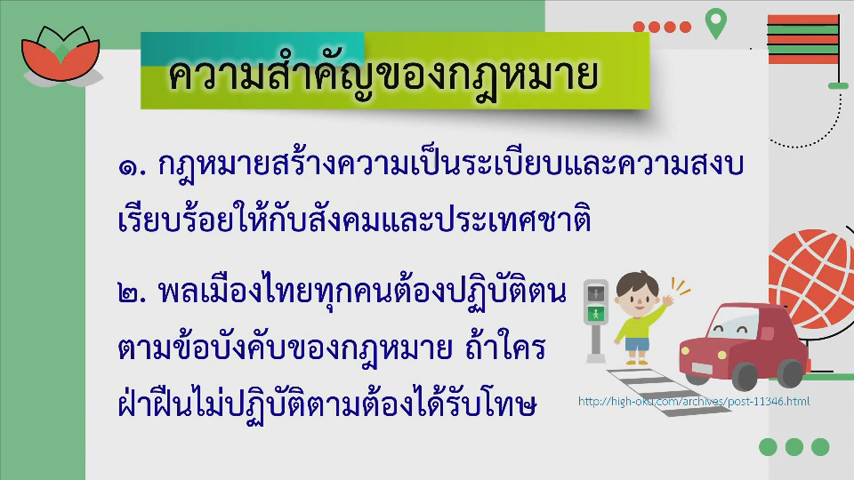 ความสำคัญของกฎหมาย
๑. กฎหมายสร้างความเป็นระเบียบและความสงบ
เรียบร้อยให้กับสังคมและประเทศชาติ
๒. พลเมืองไทยทุกคนต้องปฏิบัติตน
ตามข้อบังคับของกฎหมาย ถ้าใคร
ฝ่าฝืนไม่ปฏิบัติตามต้องได้รับโทษ
http://high-oku.com/archives/post-11346.html